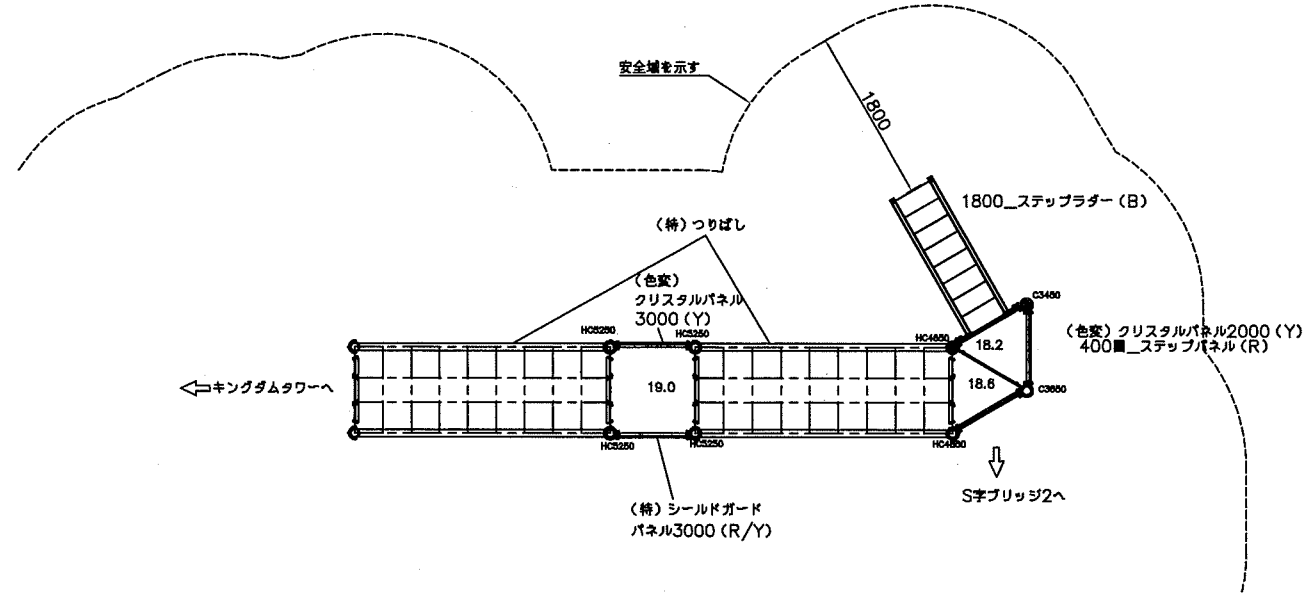 安全域を示す
1800
1800_ステップラダー(B)
(特)つりばし
(色変)
クリスタルパネル
3000(Y)
HC5250
HC5250
HC4650
C3450
18.2
(色変)クリスタルパネル2000(Y)
400■_ステップパネル(R)
キングダムタワーへ
19.0
18.6
C3650
HC5250
HC5250
HC4650
S字ブリッジ2へ
(特)シールドガード
パネル3000(R/Y)